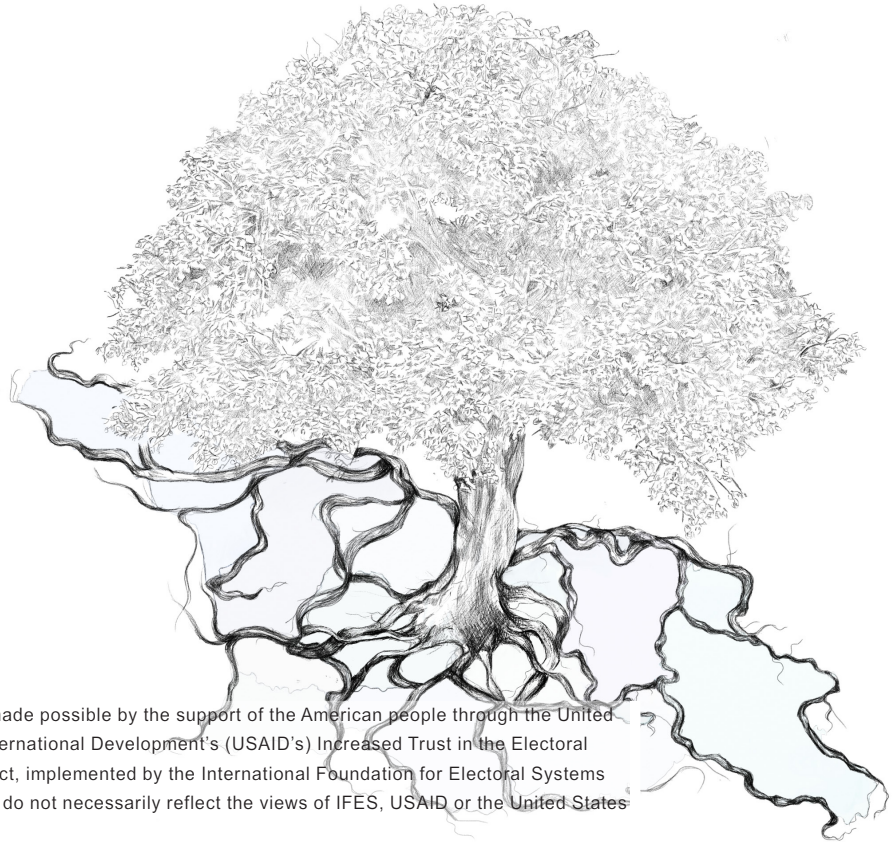 ade possible by the support of the American people through the United
ernational Development's (USAID's) Increased Trust in the Electoral
ct, implemented by the International Foundation for Electoral Systems
do not necessarily reflect the views of IFES, USAID or the United States